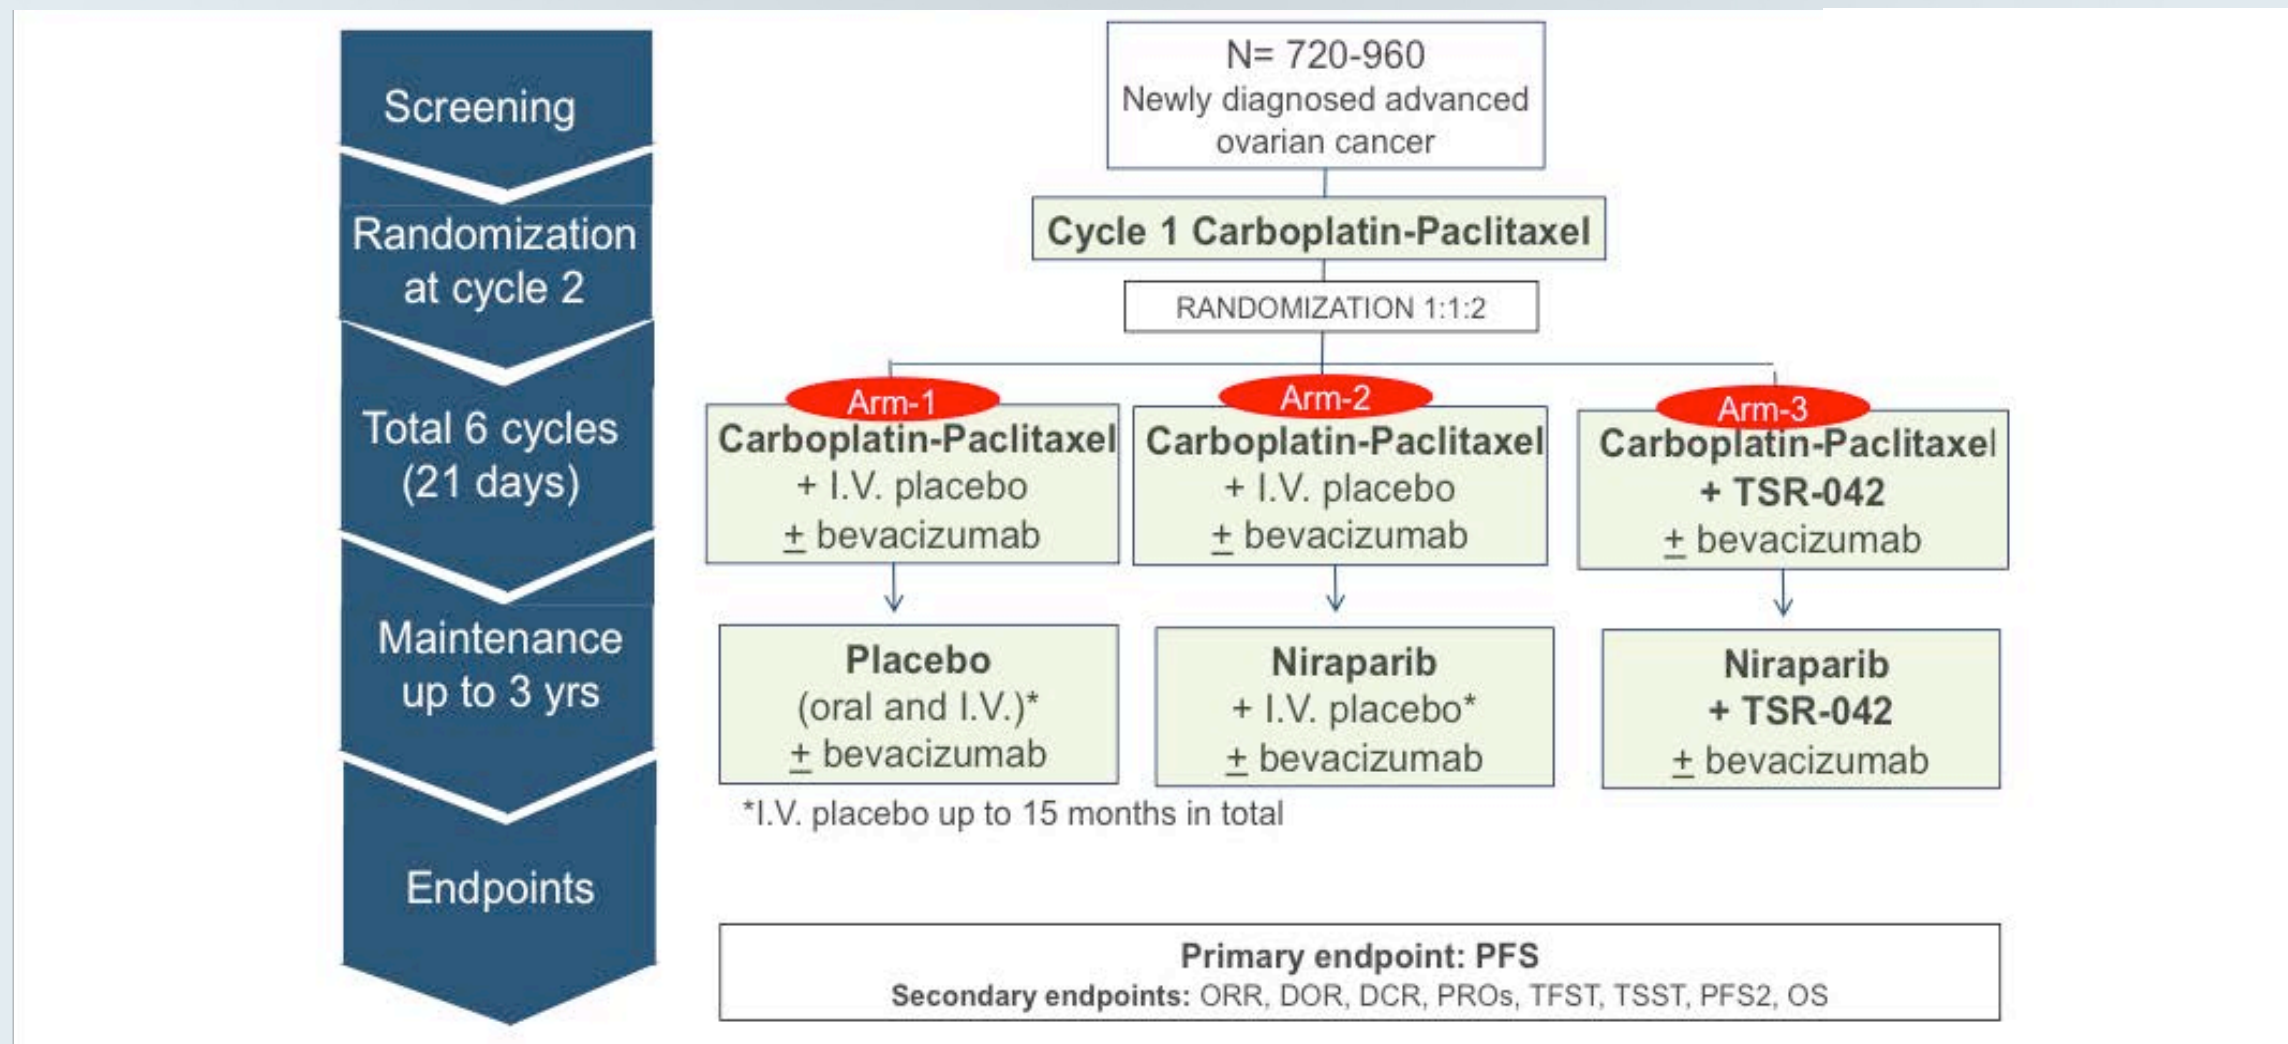 Screening
Randomization
at cycle 2
Total 6 cycles
(21 days)
Maintenance
up to 3 yrs
Endpoints
N= 720-960
Newly diagnosed advanced
ovarian cancer
Cycle 1 Carboplatin-Paclitaxel
RANDOMIZATION 1:1:2
Arm-1
Carboplatin-Paclitaxel
+ I.V. placebo
± bevacizumab
Arm-2
Carboplatin-Paclitaxel
+ I.V. placebo
± bevacizumab
Arm-3
Carboplatin-Paclitaxel
+ TSR-042
± bevacizumab
Placebo
(oral and I.V.)*
± bevacizumab
Niraparib
+ I.V. placebo*
± bevacizumab
Niraparib
+ TSR-042
± bevacizumab
*I.V. placebo up to 15 months in total
Primary endpoint: PFS
Secondary endpoints: ORR, DOR, DCR, PROs, TFST, TSST, PFS2, OS